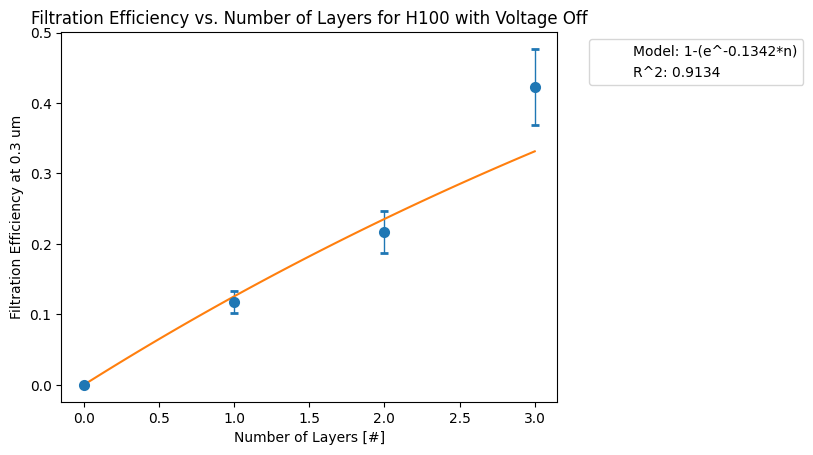 Filtration Efficiency vs. Number of Layers for H100 with Voltage Off
Model: 1-(e^-0.1342*n)
R^2: 0.9134
Filtration Efficiency at 0.3 um
0.5
0.4
0.3
0.2
0.1
0.0
0.0 0.5 1.0 1.5 2.0 2.5 3.0
Number of Layers [#]